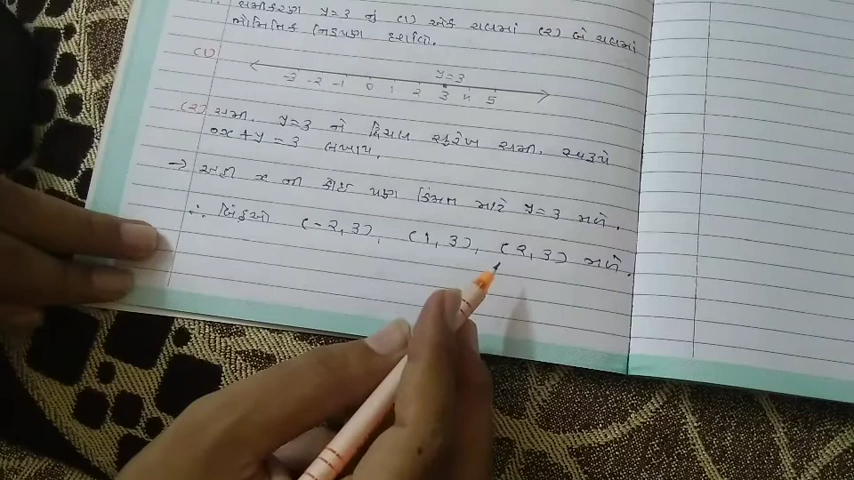 સમીકરણ y=3 નું (1) એક ચલમાં (2) બે ચલમાં
ભૌમિતિક નિરૂપણ દર્શાવો.
(1) y=3
-3 -2 -1 0 1 2 3 4 5
(2) સમી. y=3 ને દ્વિચલ સુરેખ સમી. સ્વરૂપે
0x+y=3 લખાય.
→ અહીં x ની કોઈ પણ કિંમત માટે y=3 મળે.
∴ બિંદુઓ (-2,3), (1,3), (2,3) મળે.